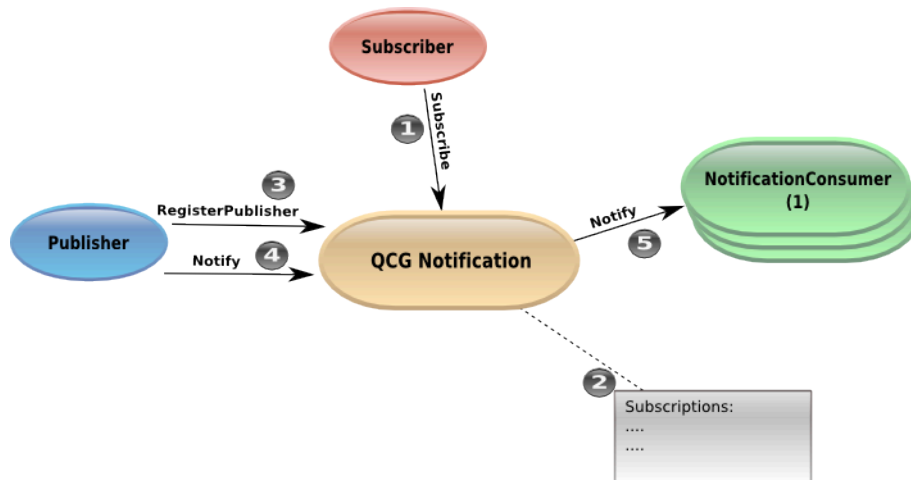 Subscriber
1
Subscribe
3
RegisterPublisher
Publisher
Notify
4
QCG Notification
Notify
5
NotificationConsumer
(1)
2
Subscriptions:
....
....